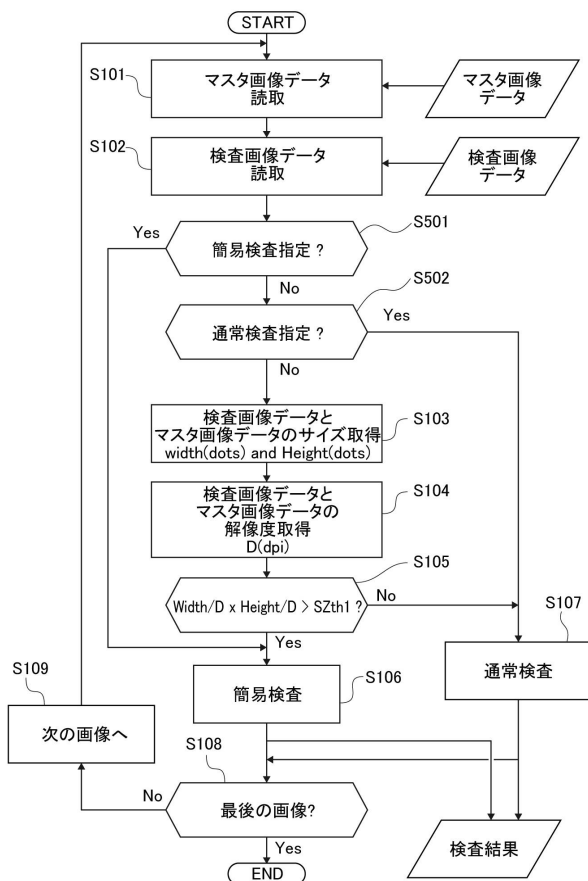 START
S101
マスタ画像データ
読取
マスタ画像
データ
S102
検査画像データ
読取
検査画像
データ
S501
Yes
簡易検査指定 ?
No
S502
通常検査指定 ?
Yes
No
検査画像データと
マスタ画像データのサイズ取得
width(dots) and Height(dots)
S103
検査画像データと
マスタ画像データの
解像度取得
D(dpi)
S104
S105
Width/D x Height/D > SZth1 ?
No
Yes
S107
通常検査
S109
次の画像へ
簡易検査
S106
S108
最後の画像?
No
Yes
検査結果
END